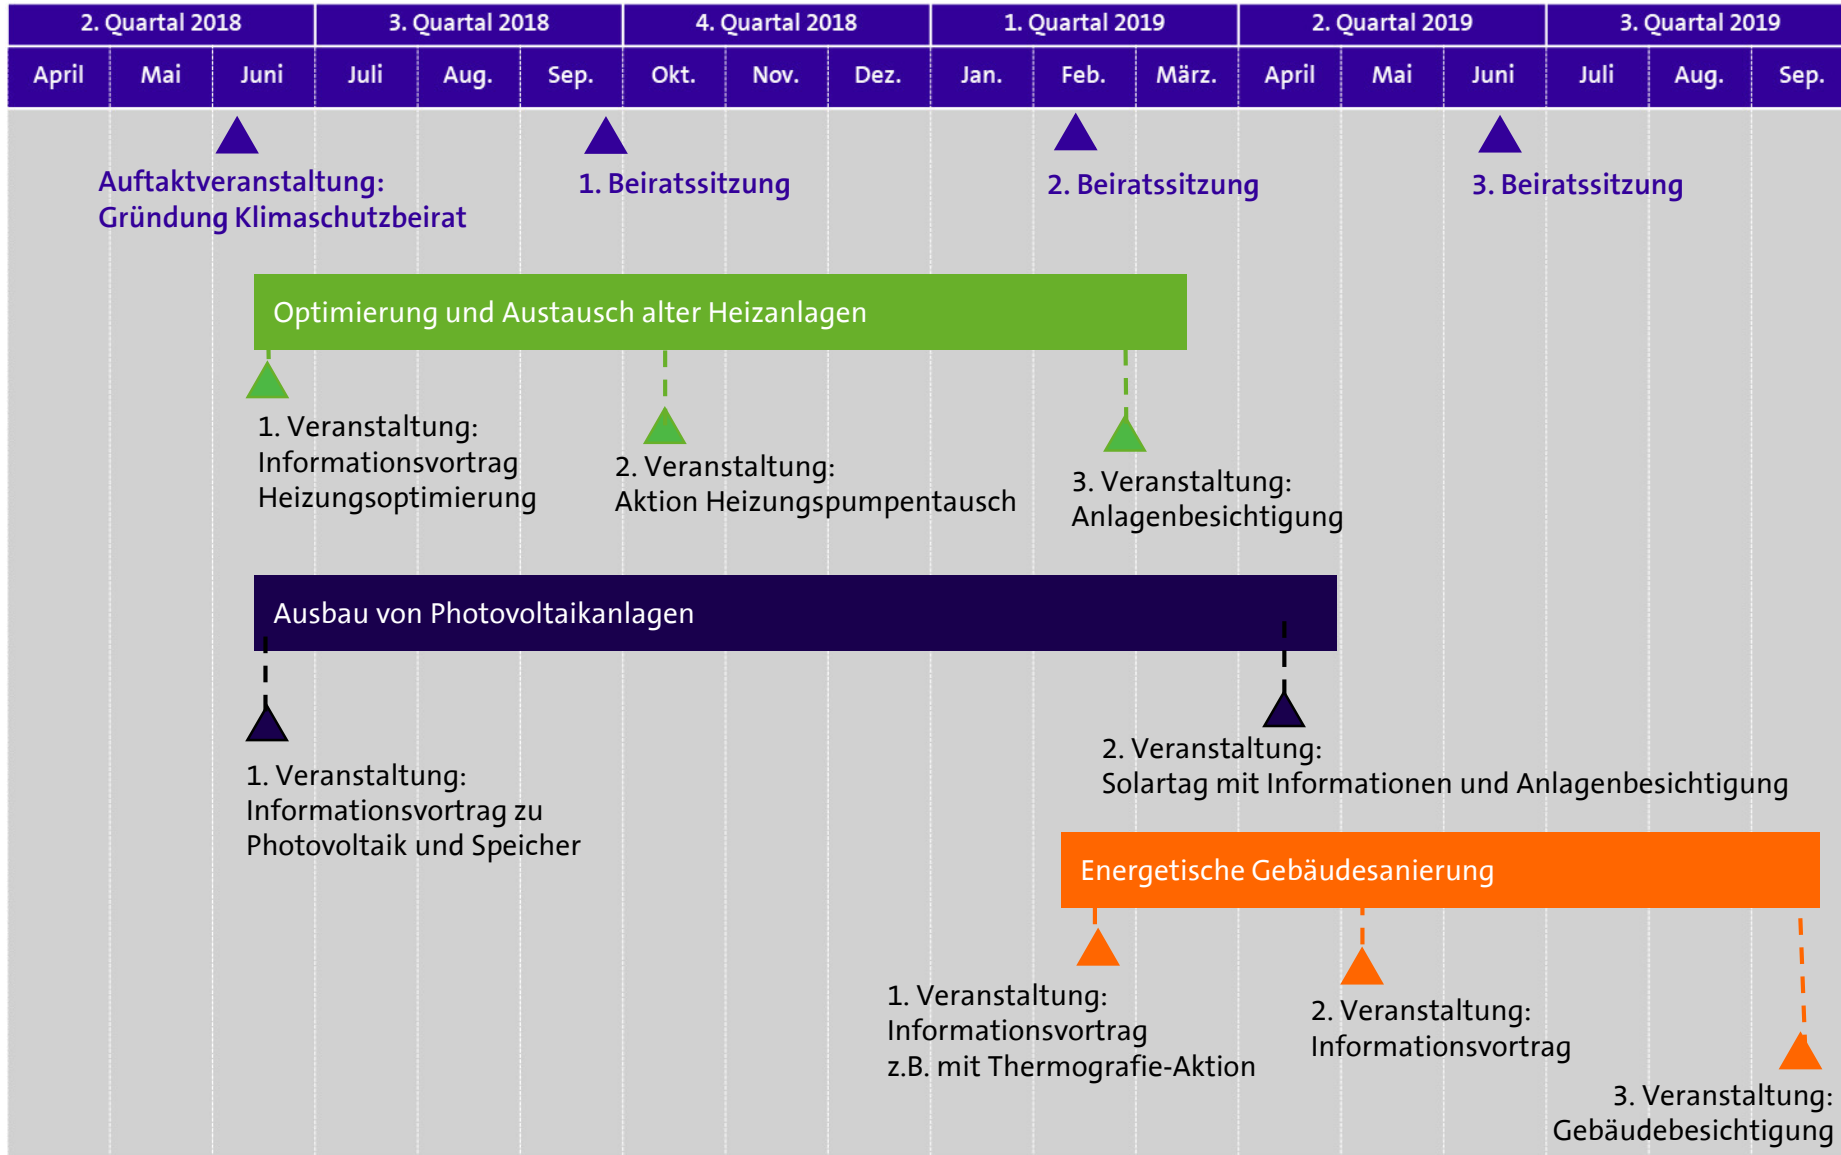 2. Quartal 2018 3. Quartal 2018 4. Quartal 2018 1. Quartal 2019 2. Quartal 2019 3. Quartal 2019
April Mai Juni Juli Aug. Sep. Okt. Nov. Dez. Jan. Feb. März. April Mai Juni Juli Aug. Sep.
Auftaktveranstaltung:
Gründung Klimaschutzbeirat
1. Beiratssitzung
2. Beiratssitzung
3. Beiratssitzung
Optimierung und Austausch alter Heizanlagen
1. Veranstaltung:
Informationsvortrag
Heizungsoptimierung
2. Veranstaltung:
Aktion Heizungspumpentausch
3. Veranstaltung:
Anlagenbesichtigung
Ausbau von Photovoltaikanlagen
1. Veranstaltung:
Informationsvortrag zu
Photovoltaik und Speicher
2. Veranstaltung:
Solartag mit Informationen und Anlagenbesichtigung
Energetische Gebäudesanierung
1. Veranstaltung:
Informationsvortrag
z.B. mit Thermografie-Aktion
2. Veranstaltung:
Informationsvortrag
3. Veranstaltung:
Gebäudebesichtigung